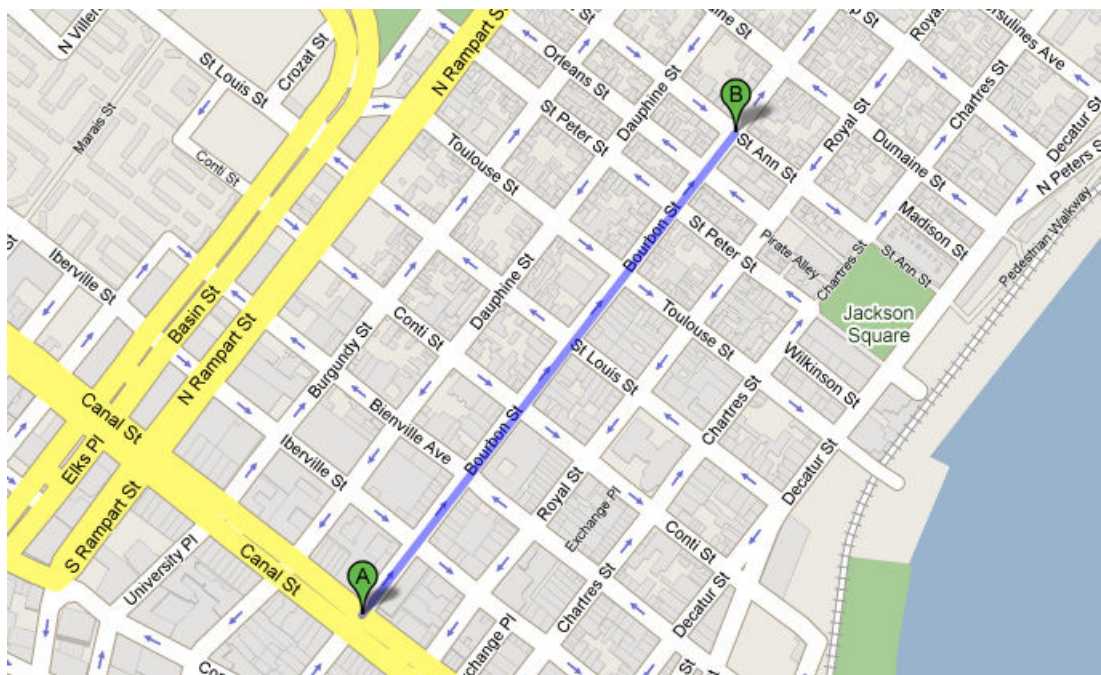 N Villere
St Louis St
Crozat St
N Rampart St
Orleans St
Dauphine St
Royal St
Ursulines Ave
Dumaine St
Chartres St
Decatur St
N Peters S
Marais St
Conti St
Toulouse St
St Peter St
B
St Ann St
Royal St
Dumaine St
Madison St
Pedestrian Walkway
Iberville St
Basin St
N Rampart St
Burgundy St
Conti St
Dauphine St
Bourbon St
St Peter St
Pirate Alley
Chartres St
St Ann St
Jackson
Square
Toulouse St
Wilkinson St
St Louis St
Canal St
Elks Pl
S Rampart St
Iberville St
Bienville Ave
Bourbon St
Royal St
Chartres St
Decatur St
Exchange Pl
Conti St
University Pl
Canal St
A
Chartres St
Decatur St